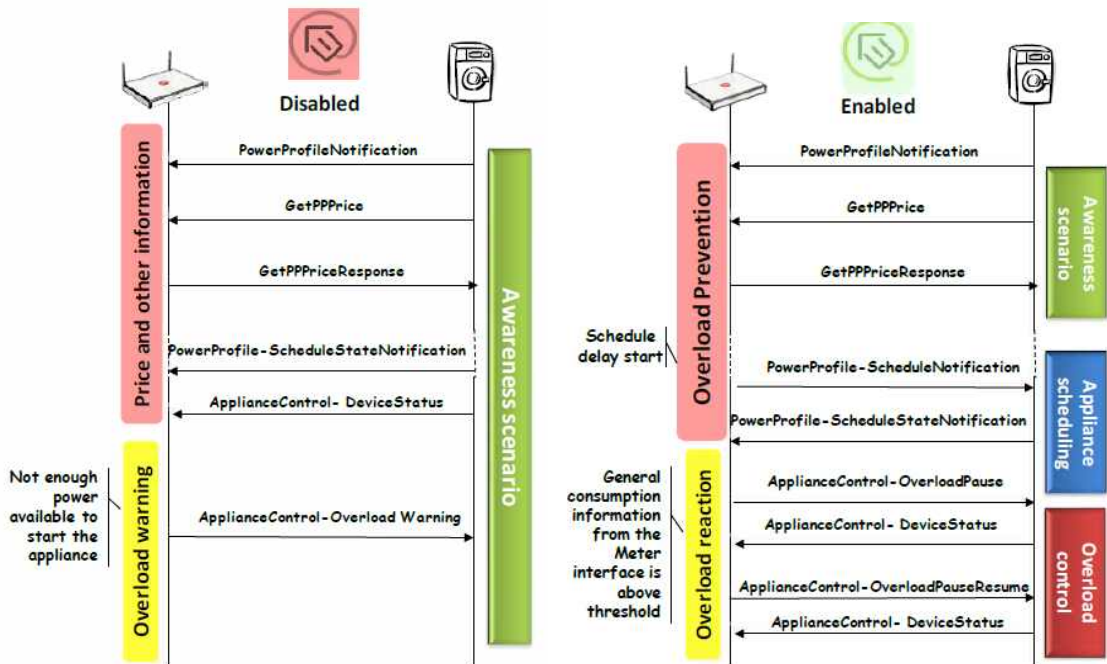 Disabled
Price and other information
PowerProfileNotification
GetPPPrice
GetPPPriceResponse
PowerProfile-ScheduleStateNotification
ApplianceControl- DeviceStatus
Awareness scenario
Not enough
power
available to
start the
appliance
Overload warning
ApplianceControl-Overload Warning
Enabled
Overload Prevention
PowerProfileNotification
GetPPPrice
GetPPPriceResponse
Awareness
scenario
Schedule
delay start
PowerProfile-ScheduleNotification
PowerProfile-ScheduleStateNotification
Appliance
scheduling
General
consumption
information
from the
Meter
interface is
above
threshold
Overload reaction
ApplianceControl-OverloadPause
ApplianceControl- DeviceStatus
ApplianceControl-OverloadPauseResume
ApplianceControl- DeviceStatus
Overload
control